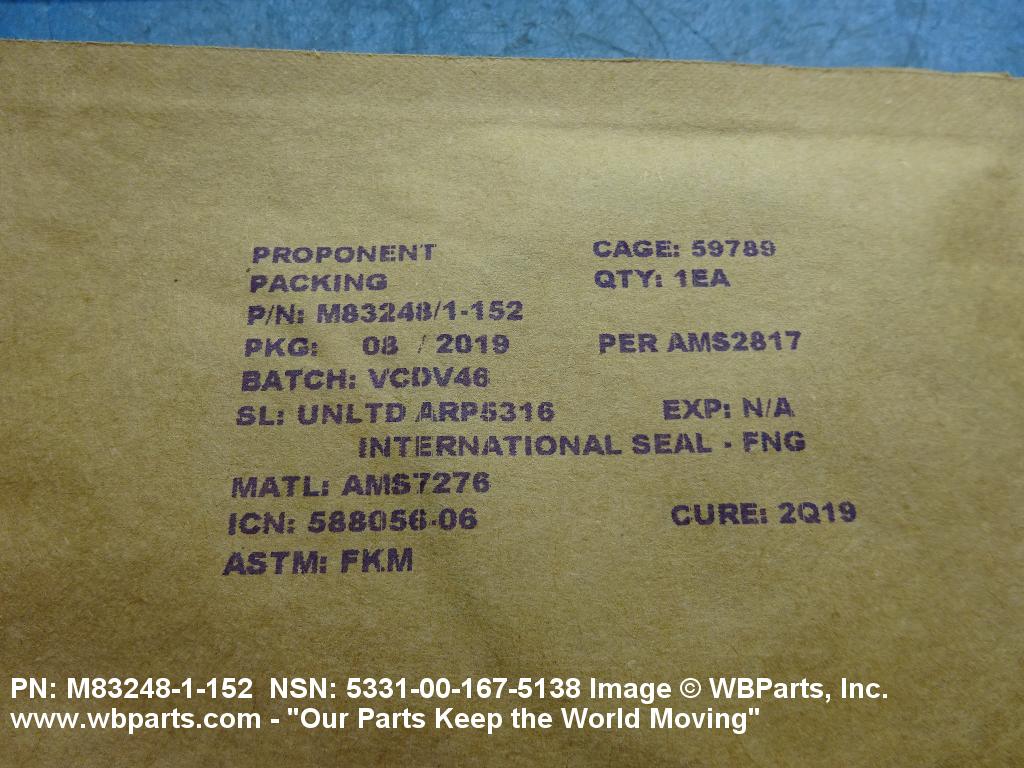 PROPONENT CAGE: 59789
PACKING QTY: 1EA
P/N: M83248/1-152
PKG: 08 / 2019 PER AMS2817
BATCH: VCDV46
SL: UNLTD ARP5316 EXP: N/A
INTERNATIONAL SEAL - FNG
MATL: AMS7276
ICN: 588056-06 CURE: 2Q19
ASTM: FKM
PN: M83248-1-152 NSN: 5331-00-167-5138 Image © WBParts, Inc.
www.wbparts.com - "Our Parts Keep the World Moving"